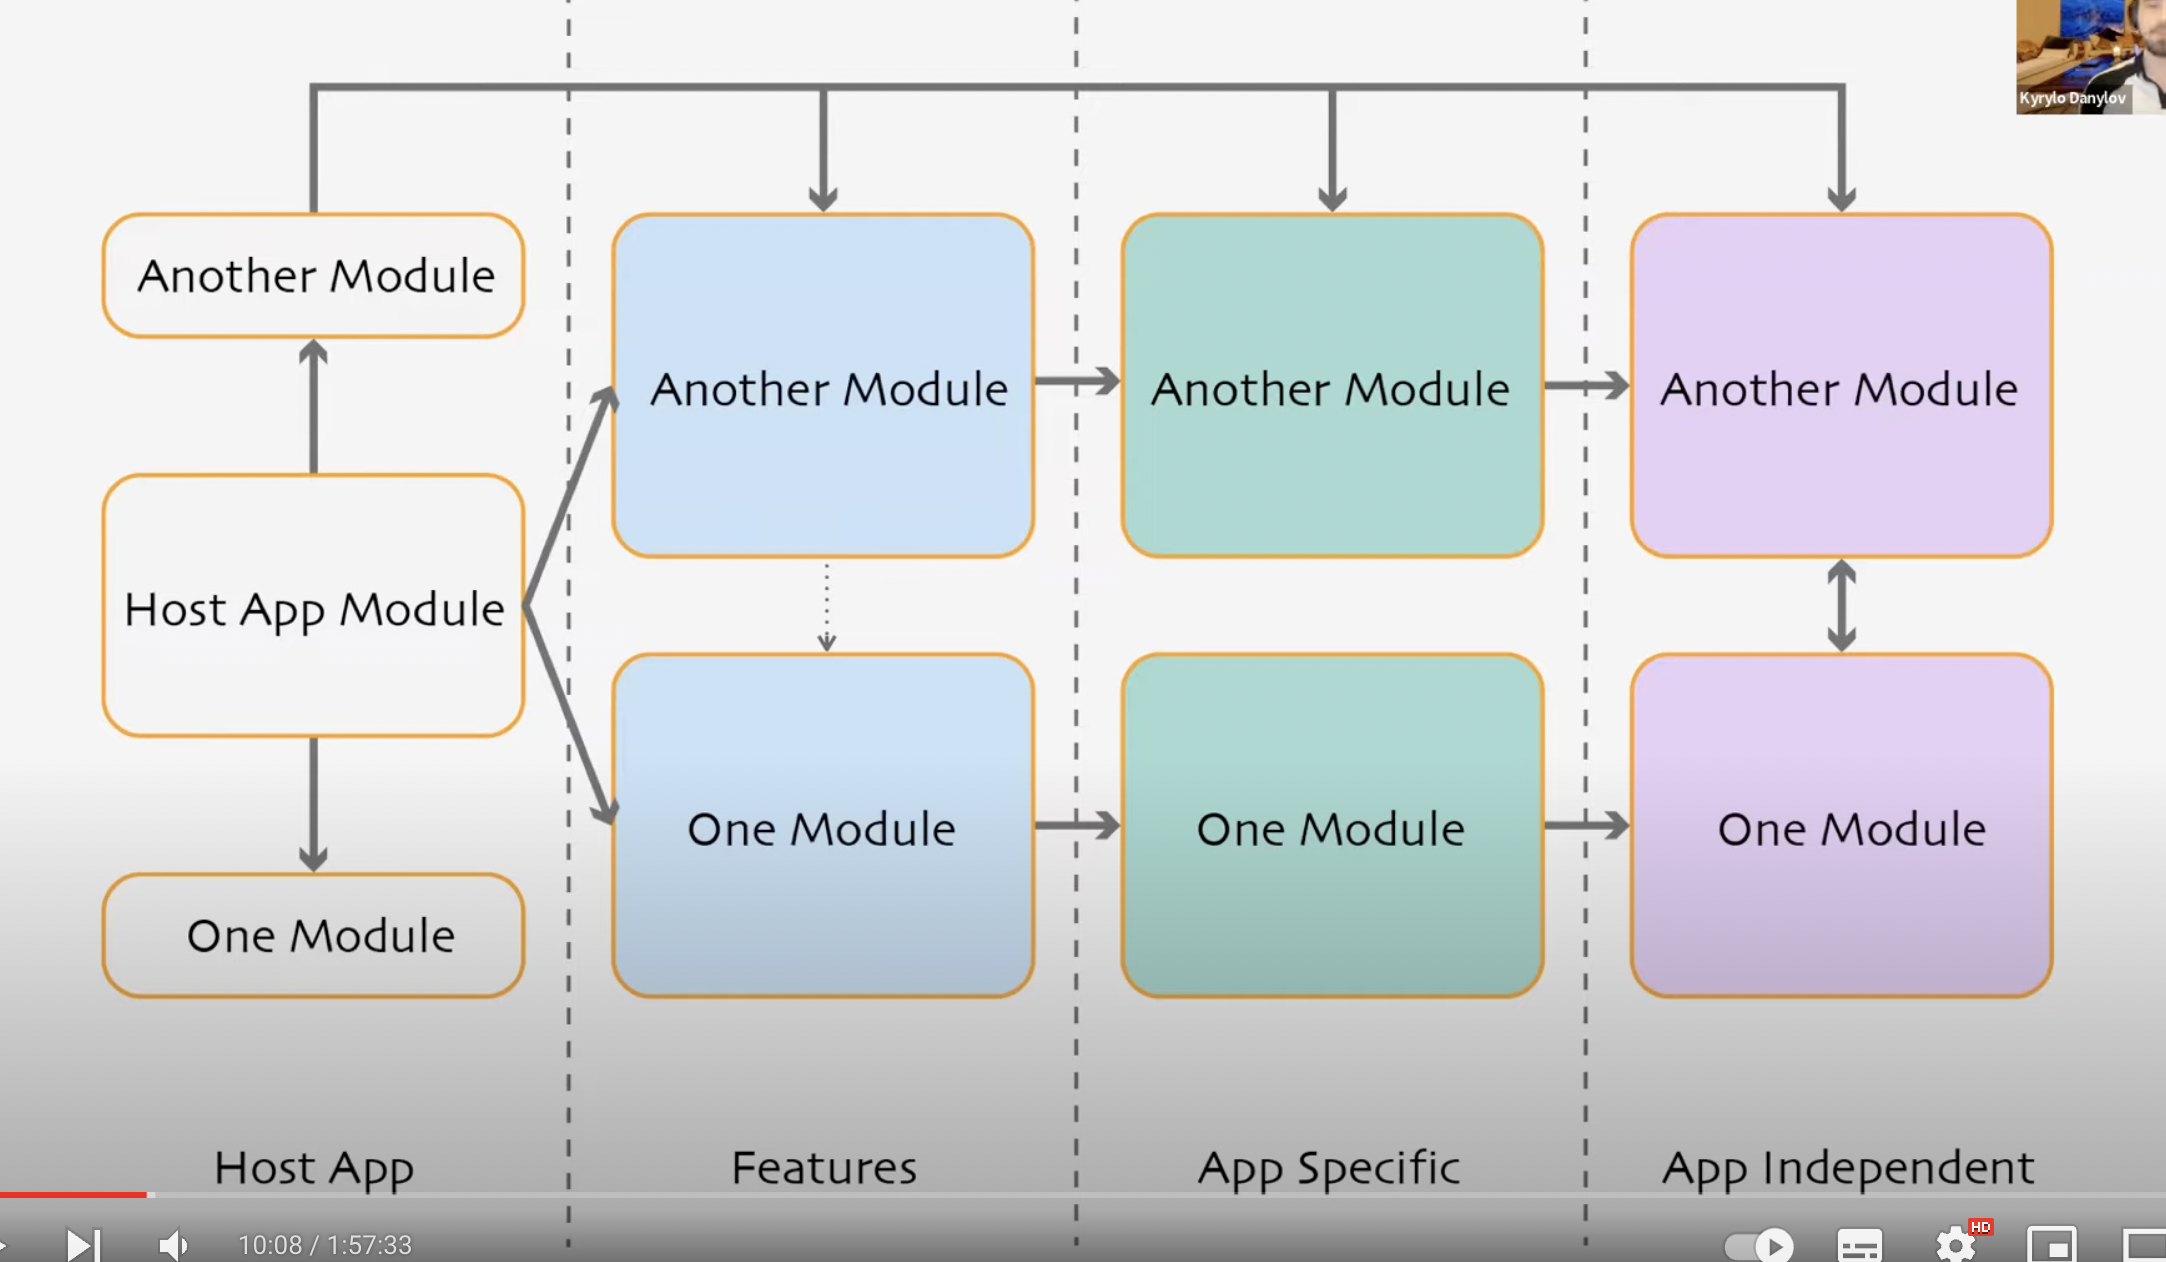 Kyrylo Danylov
Another Module
Another Module
Another Module
Another Module
Host App Module
One Module
One Module
One Module
One Module
Host App
Features
App Specific
App Independent
10:08 / 1:57:33
HD